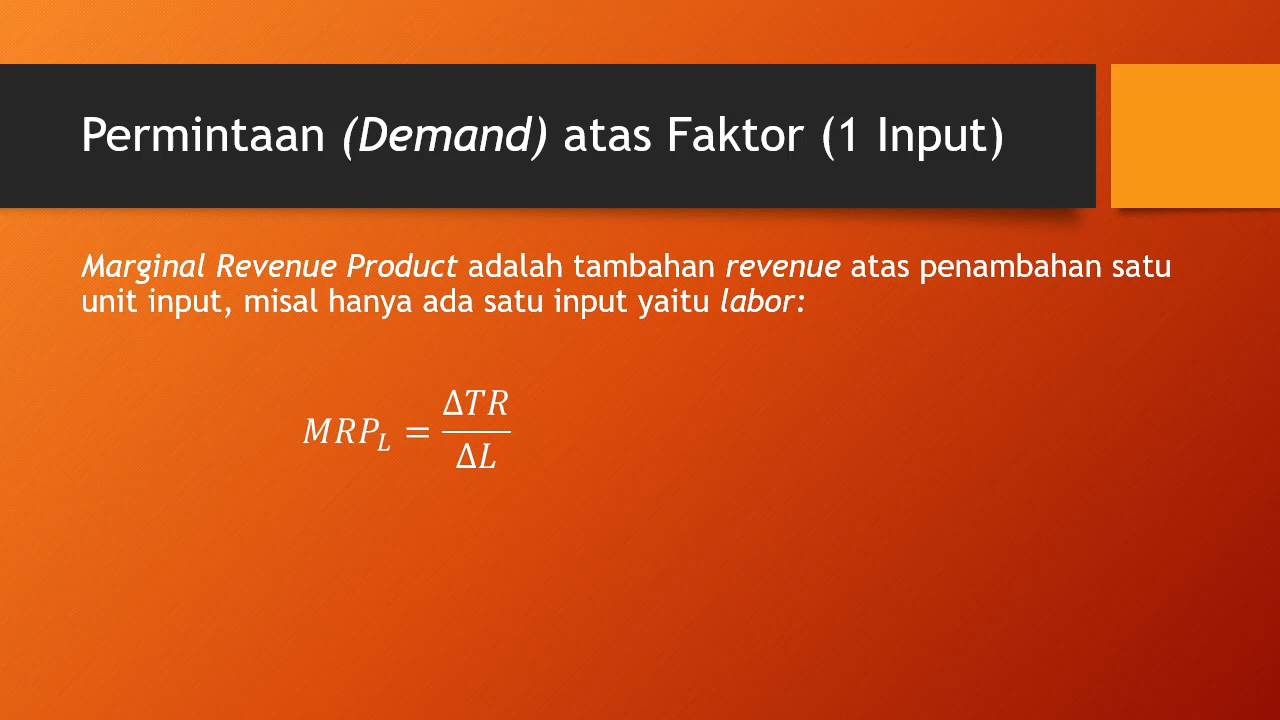 Permintaan (Demand) atas Faktor (1 Input)
Marginal Revenue Product adalah tambahan revenue atas penambahan satu
unit input, misal hanya ada satu input yaitu labor:
MRP_L = ΔTR/ΔL